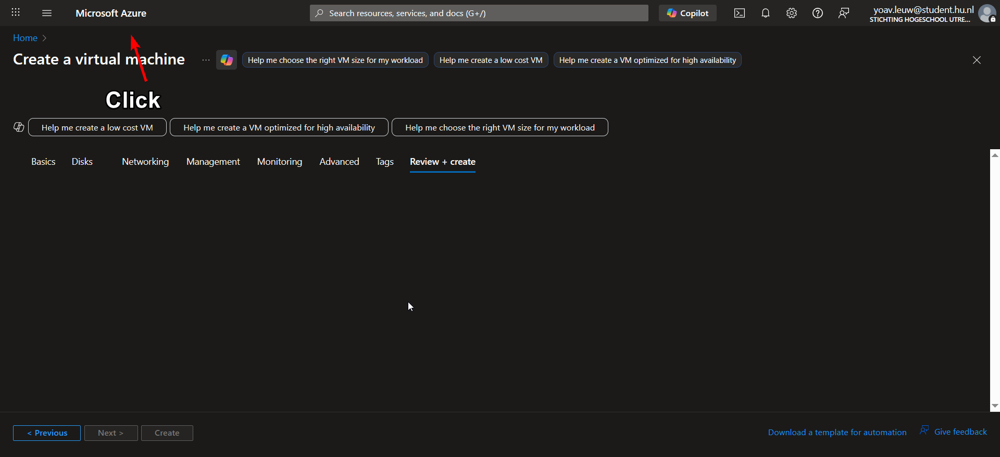 Microsoft Azure
Search resources, services, and docs (G+/)
Copilot
yoav.leuw@student.hu.nl
STICHTING HOGESCHOOL UTRE...
Home >
Create a virtual machine ...
Help me choose the right VM size for my workload
Help me create a low cost VM
Help me create a VM optimized for high availability
Click
Help me create a low cost VM
Help me create a VM optimized for high availability
Help me choose the right VM size for my workload
Basics Disks Networking Management Monitoring Advanced Tags Review + create
< Previous
Next >
Create
Download a template for automation
Give feedback